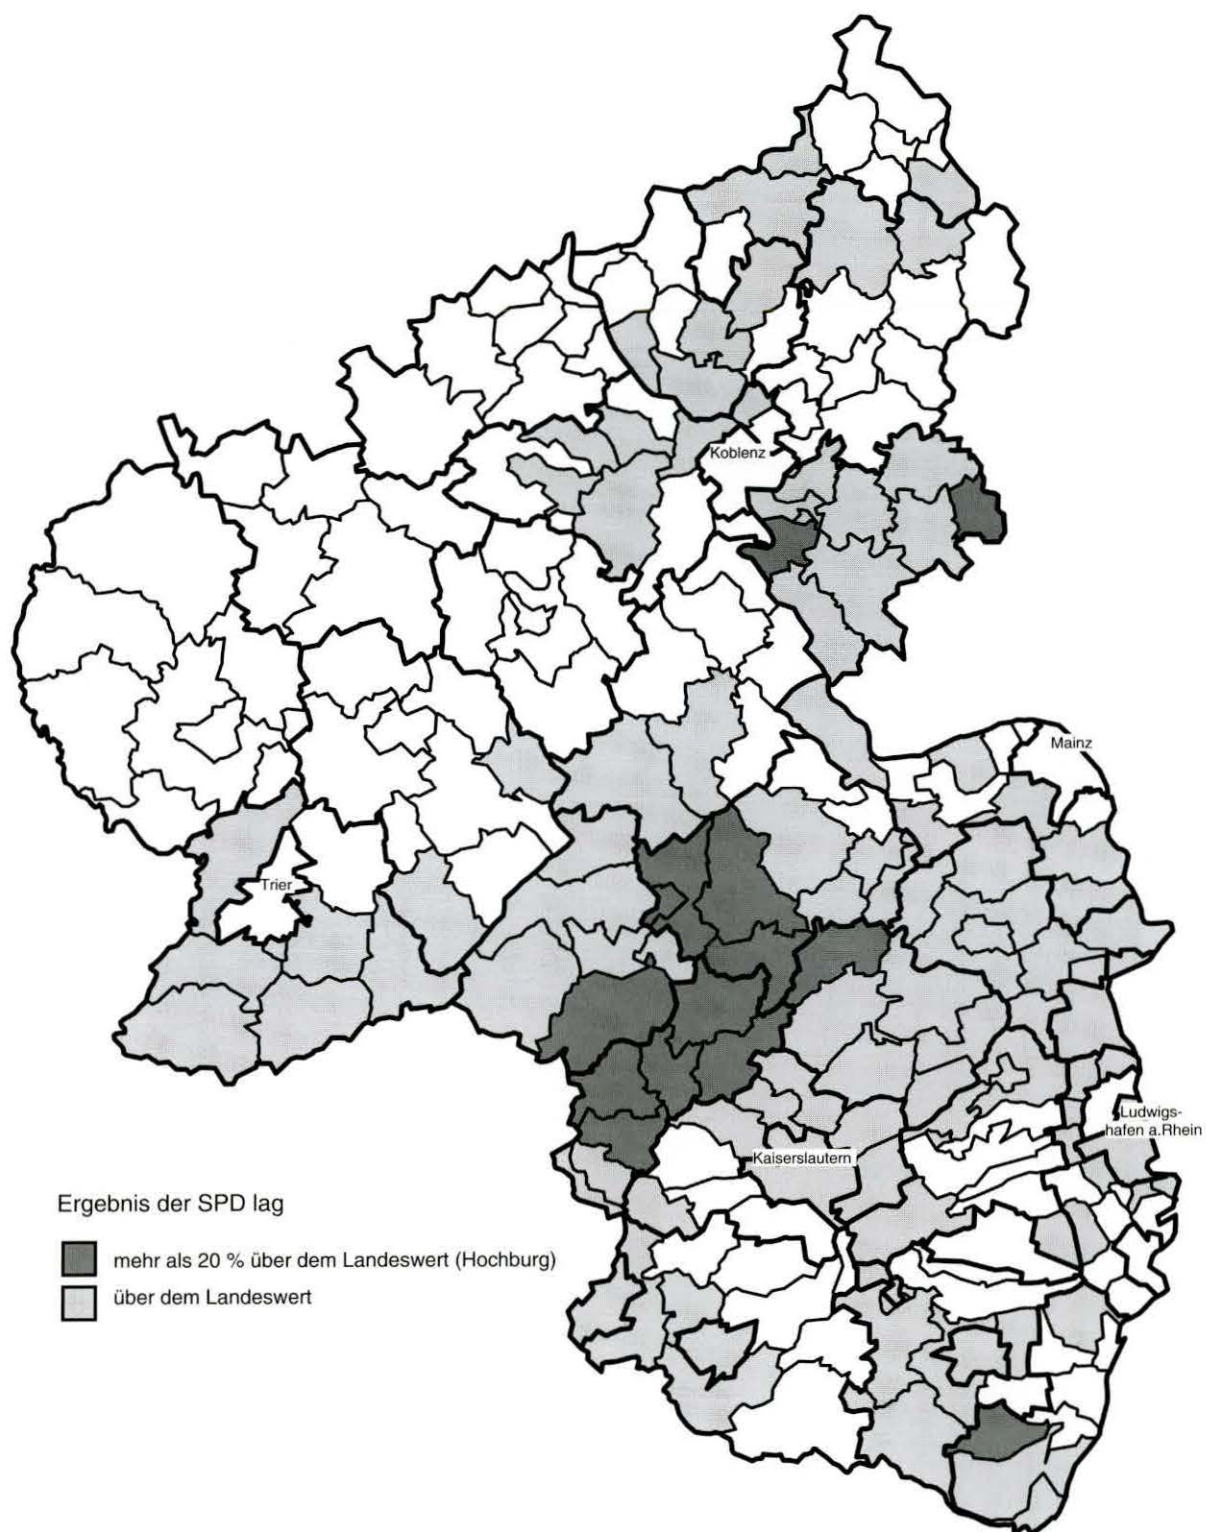 Koblenz
Mainz
Trier
Ludwigs-
hafen a.Rhein
Kaiserslautern
Ergebnis der SPD lag
mehr als 20 % über dem Landeswert (Hochburg)
über dem Landeswert